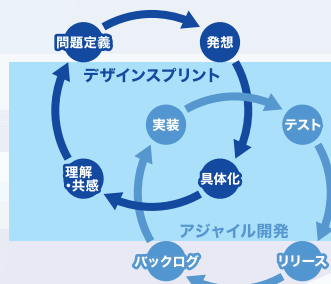 問題定義
発想
デザインスプリント
実装
テスト
理解
・共感
具体化
アジャイル開発
バックログ
リリース